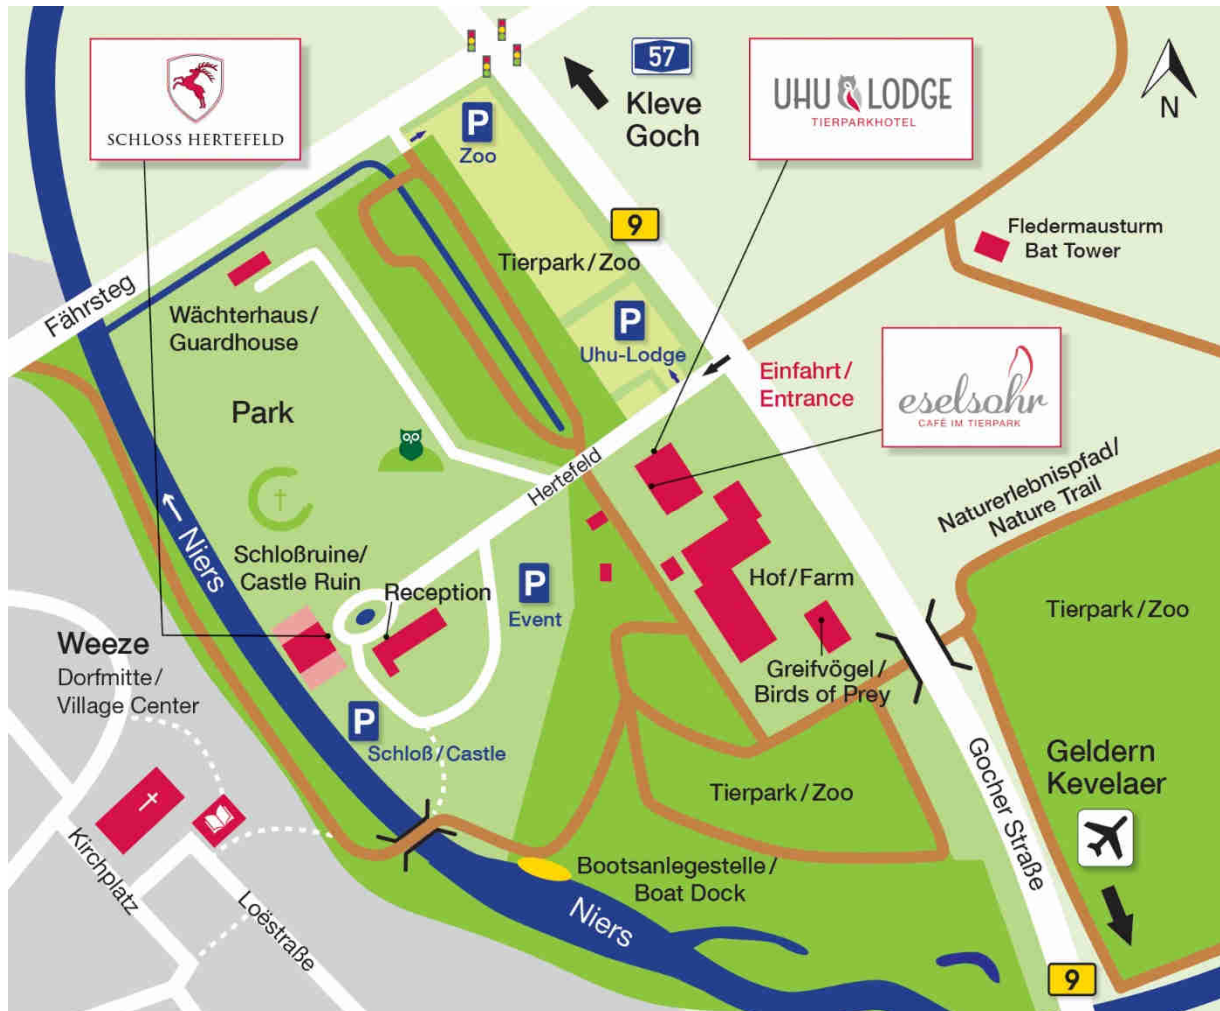 SCHLOSS HERTEFELD
57
Kleve
Goch
UHU LODGE
TIERPARKHOTEL
N
P
Zoo
9
Tierpark/Zoo
Fledermausturm
Bat Tower
Fährsteg
Wächterhaus/
Guardhouse
P
Uhu-Lodge
Einfahrt/
Entrance
eselsohr
CAFÉ IM TIERPARK
Park
Hertefeld
Naturerlebnispfad/
Nature Trail
Niers
Schloßruine/
Castle Ruin
Reception
P
Event
Hof/Farm
Tierpark/Zoo
Weeze
Dorfmitte/
Village Center
Greifvögel/
Birds of Prey
P
Schloß/Castle
Tierpark/Zoo
Geldern
Kevelaer
Gocher Straße
Kirchplatz
Loëstraße
Bootsanlegestelle/
Boat Dock
Niers
9